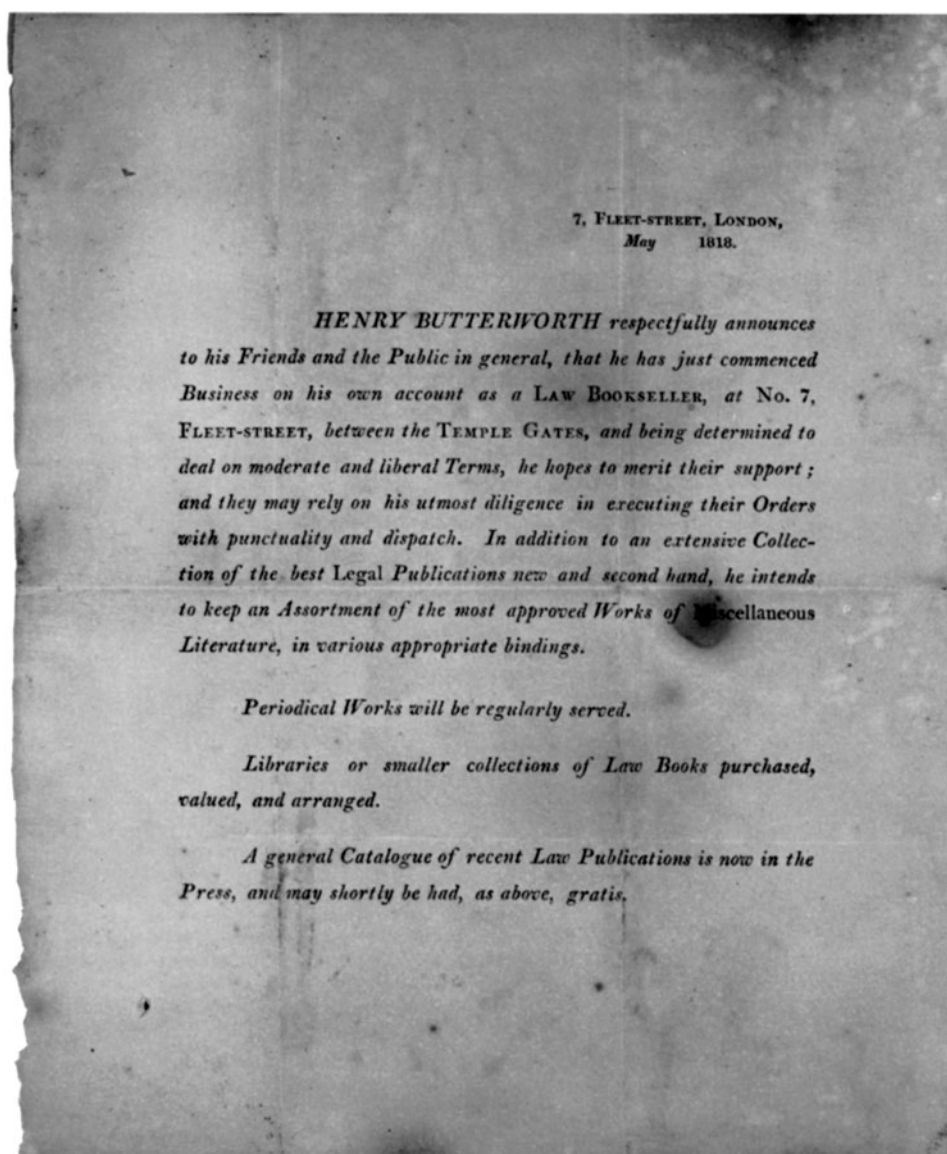 7, Fleet-street, London,
May 1818.
HENRY BUTTERWORTH respectfully announces
to his Friends and the Public in general, that he has just commenced
Business on his own account as a Law Bookseller, at No. 7,
Fleet-street, between the Temple Gates, and being determined to
deal on moderate and liberal Terms, he hopes to merit their support;
and they may rely on his utmost diligence in executing their Orders
with punctuality and dispatch. In addition to an extensive Collec-
tion of the best Legal Publications new and second hand, he intends
to keep an Assortment of the most approved Works of Miscellaneous
Literature, in various appropriate bindings.
Periodical Works will be regularly served.
Libraries or smaller collections of Law Books purchased,
valued, and arranged.
A general Catalogue of recent Law Publications is now in the
Press, and may shortly be had, as above, gratis.